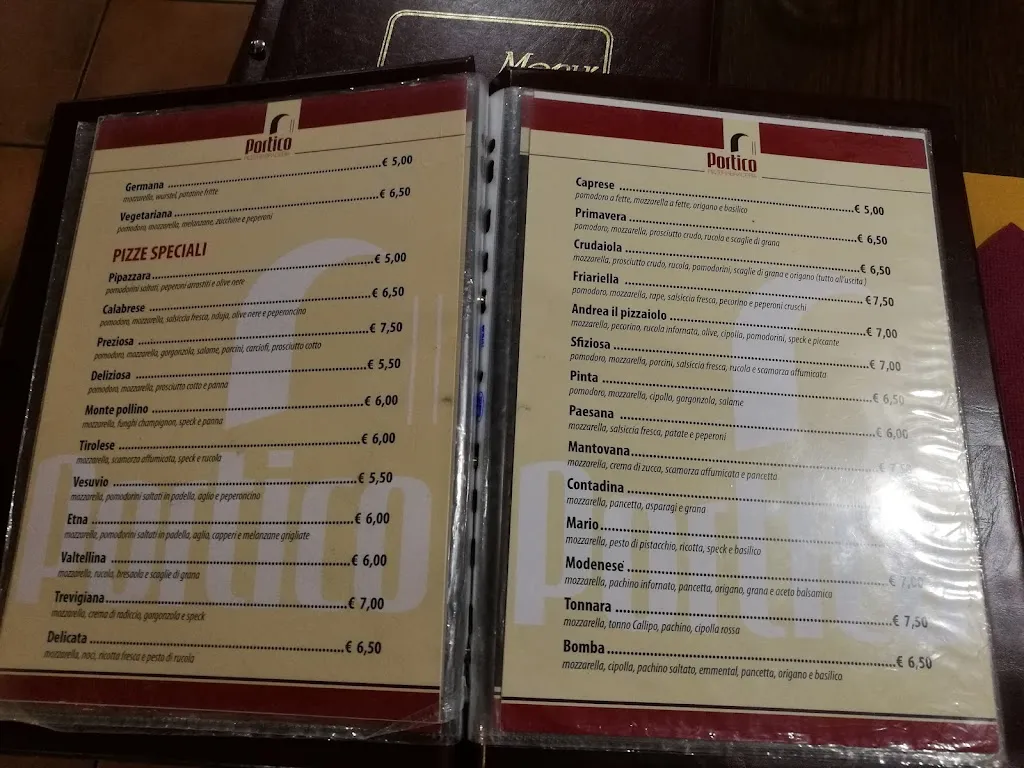 Menu
Portico
Germana ........ € 5,00
mozzarella, wurstel, patatine fritte
Vegetariana ........ € 6,50
pomodoro, mozzarella, melanzane, zucchine e peperoni
PIZZE SPECIALI
Pipazzara ........ € 5,00
pomodorini saltati, peperoni arrostiti e olive nere
Calabrese ........ € 6,50
pomodoro, mozzarella, salsiccia fresca, nduja, olive nere e peperoncino
Preziosa ........ € 7,50
pomodoro, mozzarella, gorgonzola, salame, porcini, carciofi, prosciutto cotto
Deliziosa ........ € 5,50
pomodoro, mozzarella, prosciutto cotto e panna
Monte pollino ........ € 6,00
mozzarella, funghi champignon, speck e panna
Tirolese ........ € 6,00
mozzarella, scamorza affumicata, speck e rucola
Vesuvio ........ € 5,50
mozzarella, pomodorini saltati in padella, aglio e peperoncino
Etna ........ € 6,00
mozzarella, pomodorini saltati in padella, aglio, capperi e melanzane grigliate
Valtellina ........ € 6,00
mozzarella, rucola, bresaola e scaglie di grana
Trevigiana ........ € 7,00
mozzarella, crema di radiccio, gorgonzola e speck
Delicata ........ € 6,50
mozzarella, noci, ricotta fresca e pesto di rucola
Portico
Portico
Caprese ........ € 5,00
pomodoro a fette, mozzarella a fette, origano e basilico
Primavera ........ € 6,50
pomodoro, mozzarella, prosciutto crudo, rucola e scaglie di grana
Crudaiola ........ € 6,50
mozzarella, prosciutto crudo, rucola, pomodorini, scaglie di grana e origano (tutto all'uscita)
Friariella ........ € 7,50
pomodoro, mozzarella, rape, salsiccia fresca, pecorino e peperoni cruschi
Andrea il pizzaiolo ........ € 7,00
mozzarella, pecorino, rucola infornata, olive, cipolla, pomodorini, speck e piccante
Sfiziosa ........ € 7,00
pomodoro, mozzarella, porcini, salsiccia fresca, rucola e scamorza affumicata
Pinta ........ € 6,50
pomodoro, mozzarella, cipollo, gorgonzola, salame
Paesana ........ € 6,00
mozzarella, salsiccia fresca, patate e peperoni
Mantovana ........ € 7,50
mozzarella, crema di zucca, scamorza affumicata e pancetta
Contadina ........
mozzarella, pancetta, asparagi e grana
Mario ........
mozzarella, pesto di pistacchio, ricotta, speck e basilico
Modenese ........ € 7,00
mozzarella, pachino infornato, pancetta, origano, grana e aceto balsamica
Tonnara ........ € 7,50
mozzarella, tonno Callipo, pachino, cipolla rossa
Bomba ........ € 6,50
mozzarella, cipolla, pachino saltato, emmental, pancetta, origano e basilico